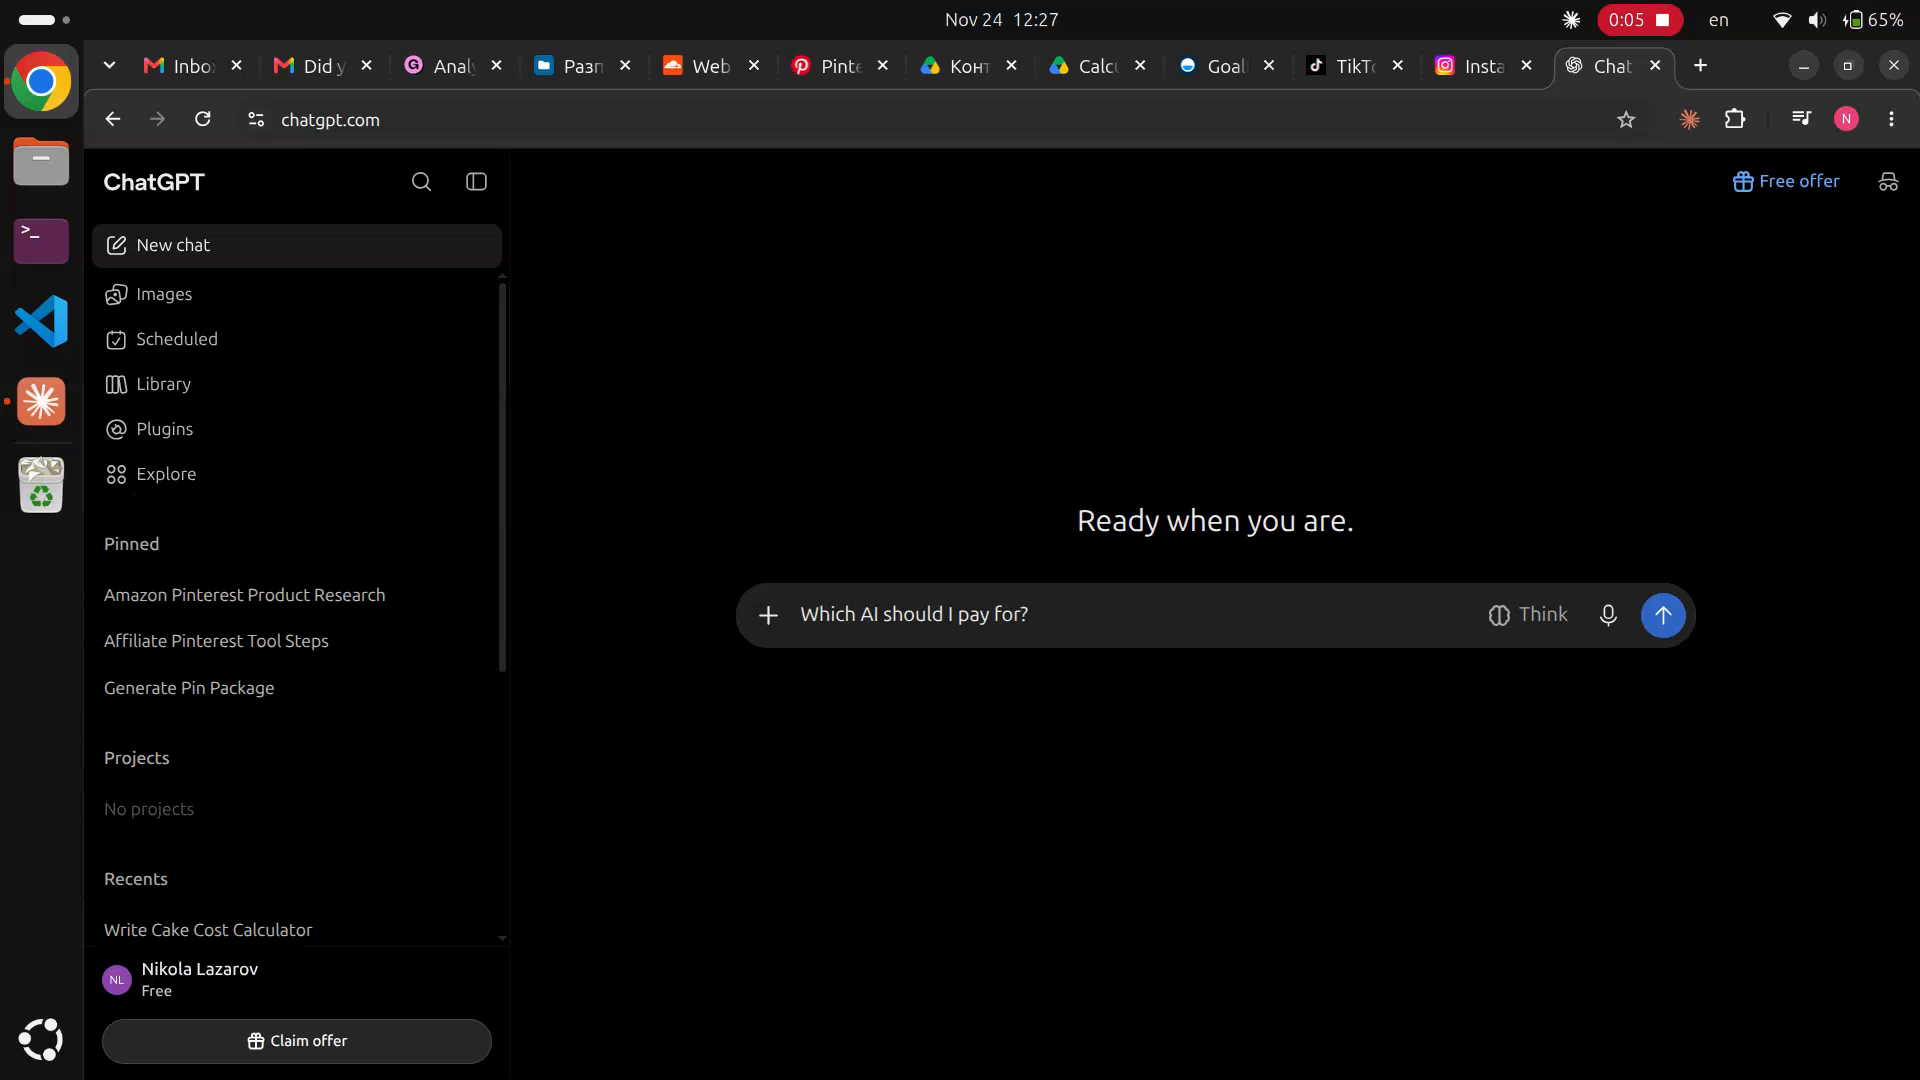 Nov 24 12:27
0:05
en
65%
Inbo
Did y
Anal
Разп
Web
Pinte
Конт
Calcu
Goal
TikTo
Insta
Chat
chatgpt.com
N
ChatGPT
Free offer
New chat
Images
Scheduled
Library
Plugins
Explore
Ready when you are.
Which AI should I pay for?
Think
Pinned
Amazon Pinterest Product Research
Affiliate Pinterest Tool Steps
Generate Pin Package
Projects
No projects
Recents
Write Cake Cost Calculator
NL
Nikola Lazarov
Free
Claim offer